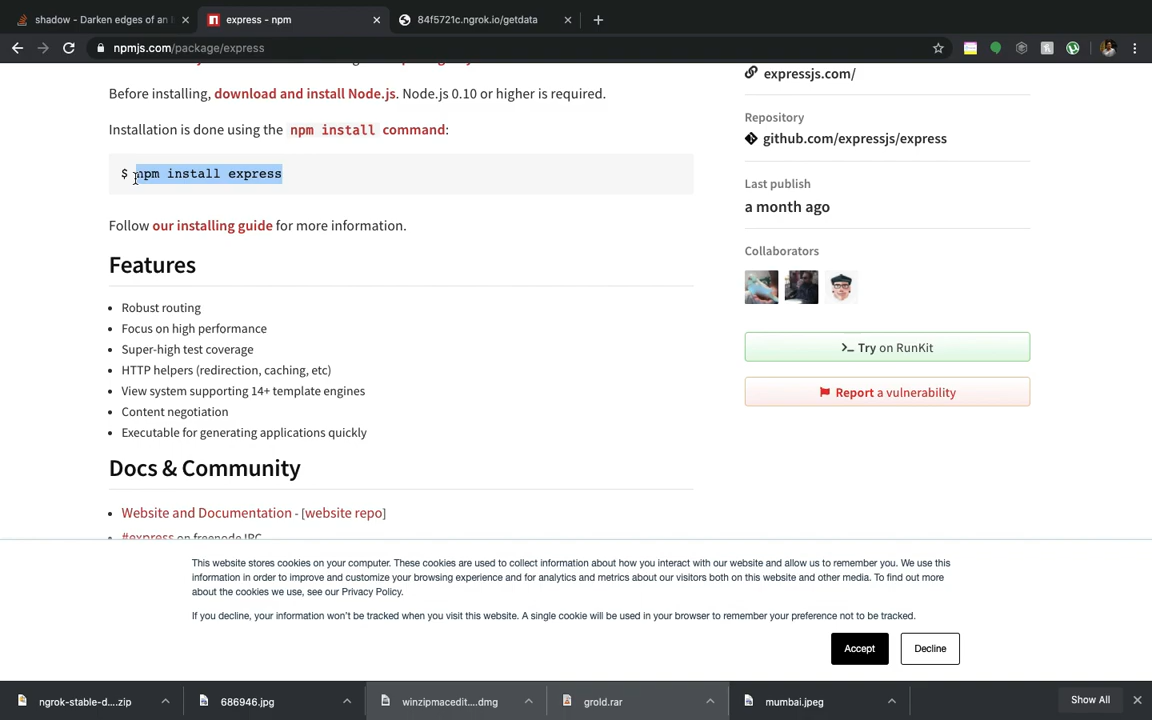 shadow - Darken edges of an
express - npm
84f5721c.ngrok.io/getdata
npmjs.com/package/express
Before installing, download and install Node.js. Node.js 0.10 or higher is required.
Installation is done using the npm install command:
$ npm install express
Follow our installing guide for more information.
Features
Robust routing
Focus on high performance
Super-high test coverage
HTTP helpers (redirection, caching, etc)
View system supporting 14+ template engines
Content negotiation
Executable for generating applications quickly
Docs & Community
Website and Documentation - [website repo]
#express on freenode IRC
expressjs.com/
Repository
github.com/expressjs/express
Last publish
a month ago
Collaborators
Try on RunKit
Report a vulnerability
This website stores cookies on your computer. These cookies are used to collect information about how you interact with our website and allow us to remember you. We use this
information in order to improve and customize your browsing experience and for analytics and metrics about our visitors both on this website and other media. To find out more
about the cookies we use, see our Privacy Policy.
If you decline, your information won't be tracked when you visit this website. A single cookie will be used in your browser to remember your preference not to be tracked.
Accept
Decline
ngrok-stable-d....zip
686946.jpg
winzipmacedit....dmg
grold.rar
mumbai.jpeg
Show All